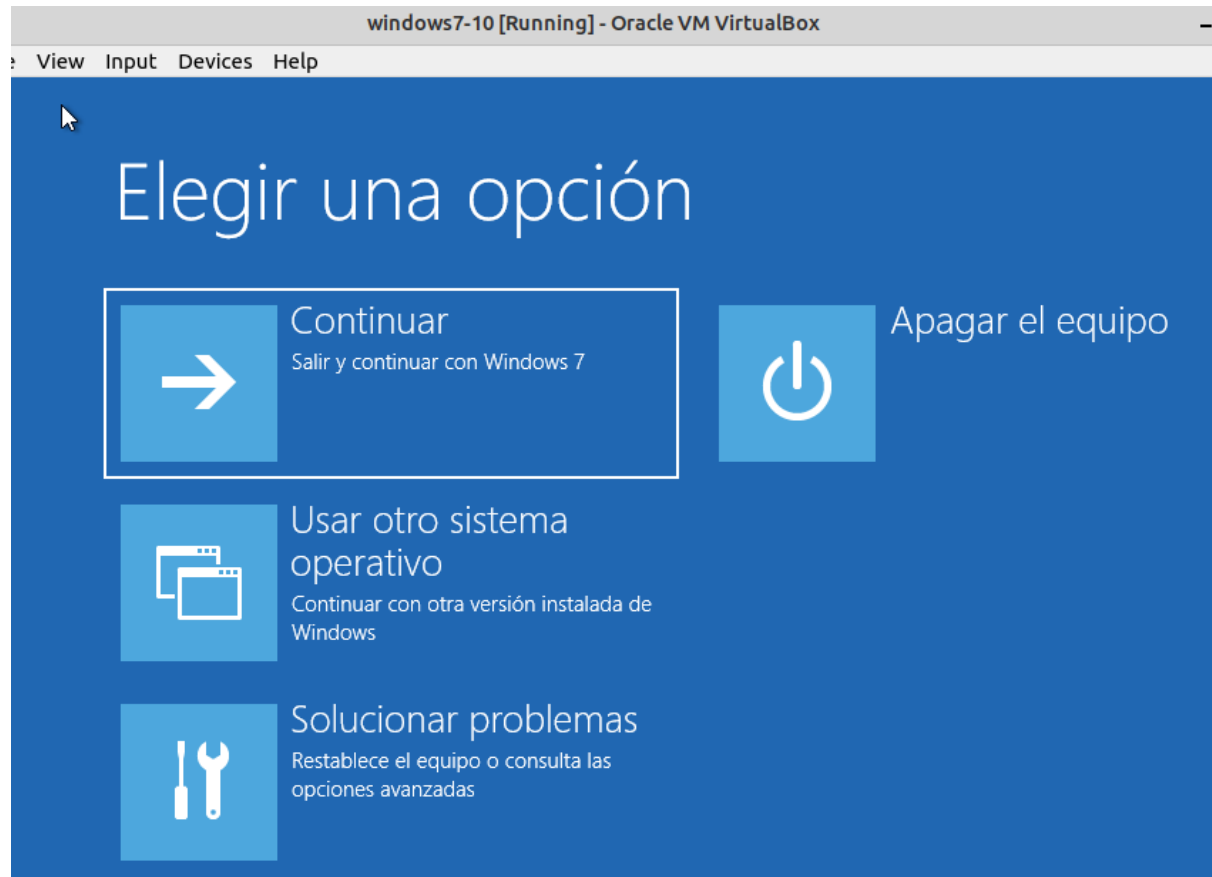 windows7-10 [Running] - Oracle VM VirtualBox
View Input Devices Help
Elegir una opción
Continuar
Salir y continuar con Windows 7
Apagar el equipo
Usar otro sistema
operativo
Continuar con otra versión instalada de
Windows
Solucionar problemas
Restablece el equipo o consulta las
opciones avanzadas